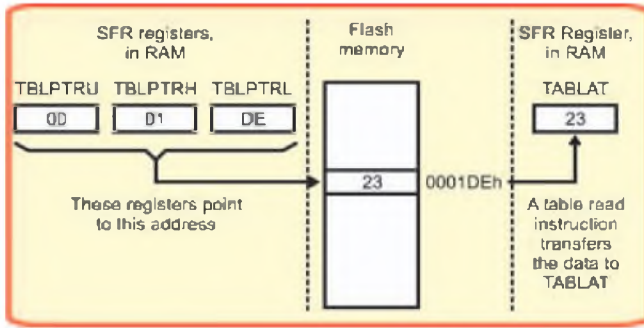 SFR registers,
in RAM
TBLPTRU TBLPTRH TBLPTRL
00 01 DE
These registers point
to this address
Flash
memory
23 0001DEh
SFR Register,
in RAM
TABLAT
23
A table read
instruction
transfers
the data to
TABLAT